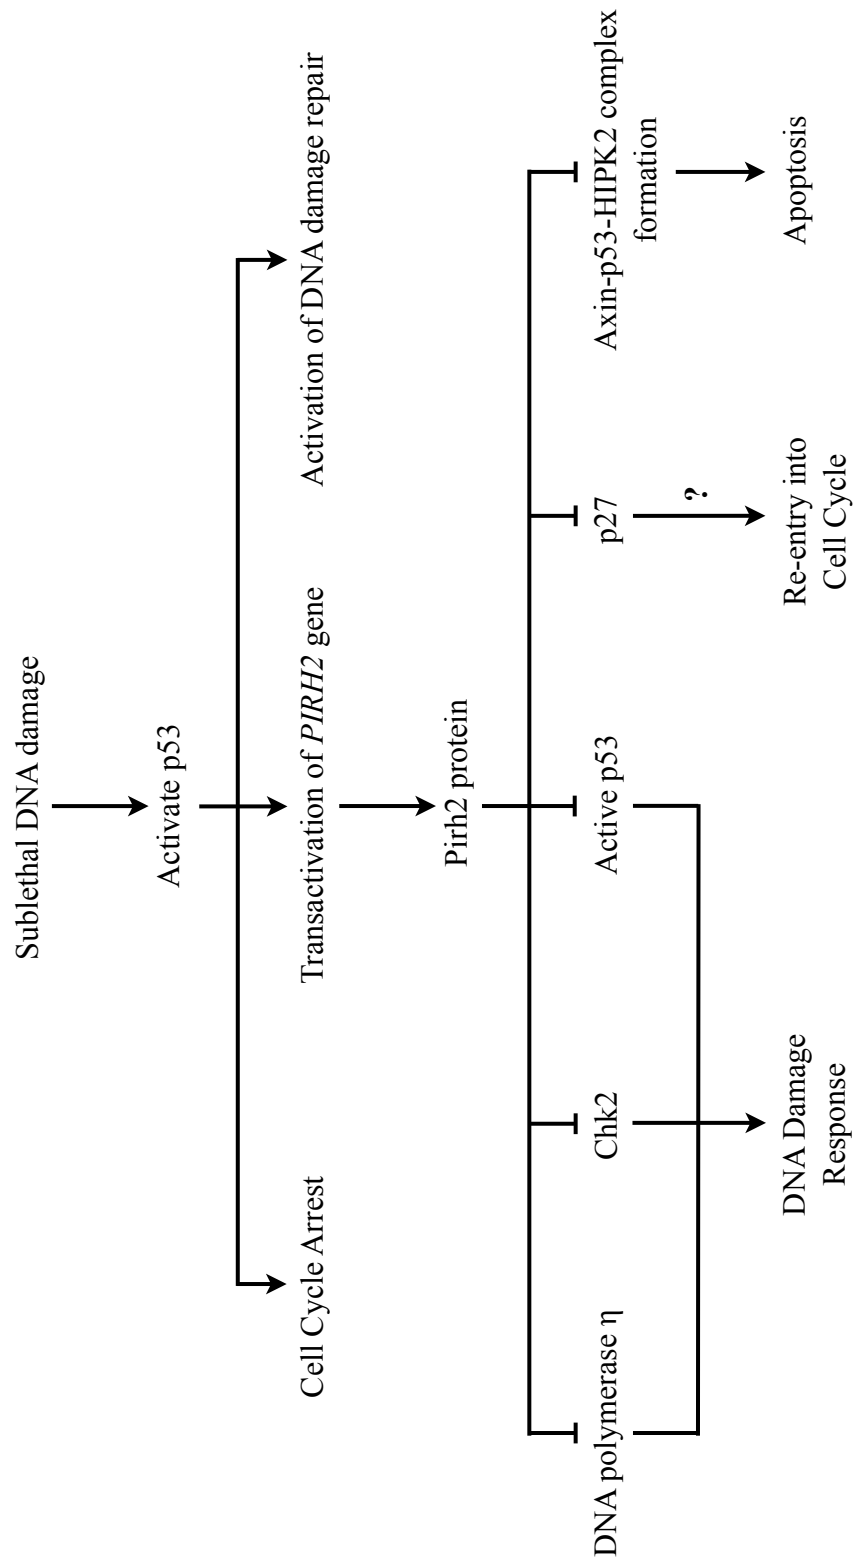 Sublethal DNA damage
Activate p53
Cell Cycle Arrest
Transactivation of PIRH2 gene
Activation of DNA damage repair
Pirh2 protein
DNA polymerase η
Chk2
Active p53
p27
Axin-p53-HIPK2 complex
formation
?
DNA Damage
Response
Re-entry into
Cell Cycle
Apoptosis